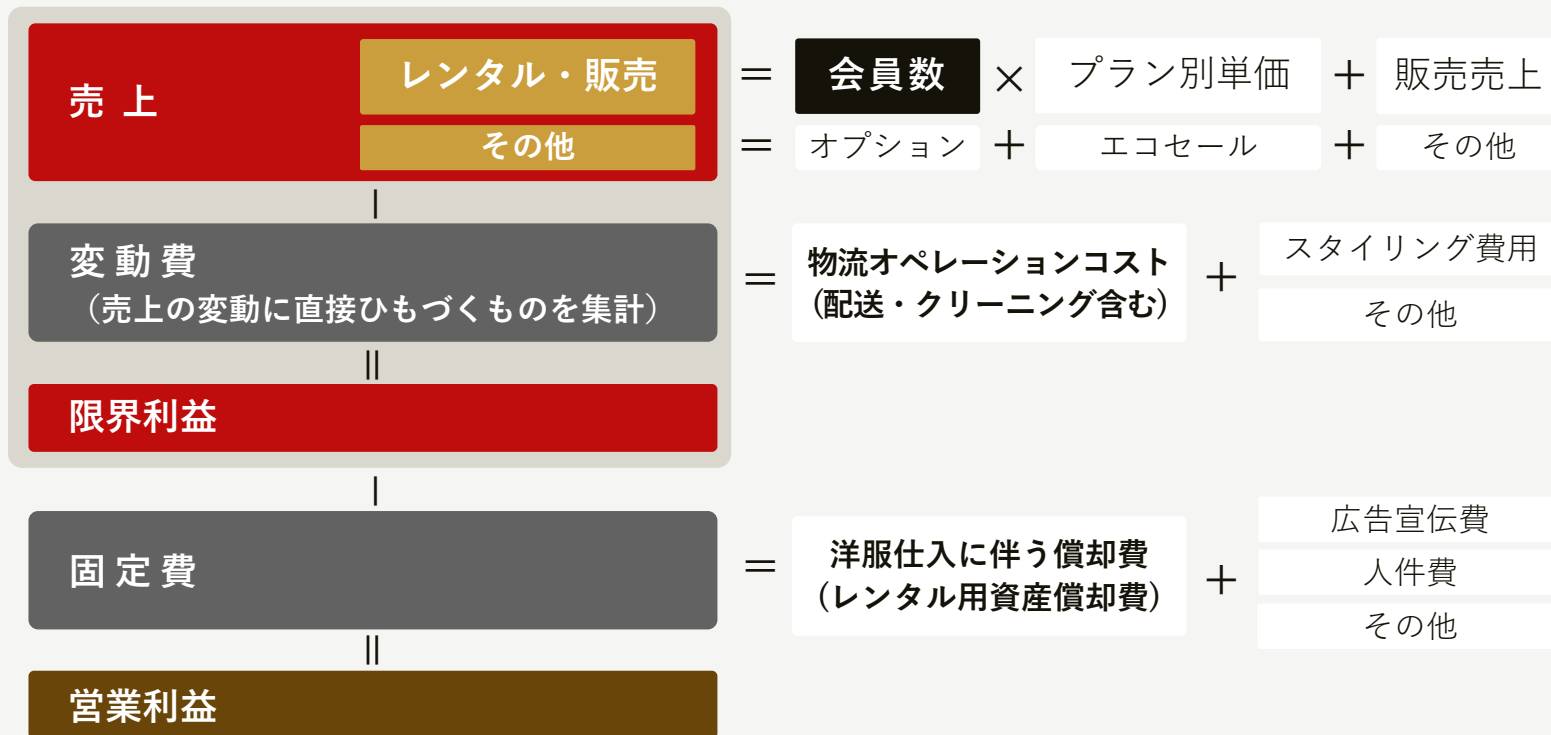 売上 レンタル・販売 = 会員数 × プラン別単価 + 販売売上
その他 = オプション + エコセール + その他
－
変動費
（売上の変動に直接ひもづくものを集計）
= 物流オペレーションコスト
（配送・クリーニング含む）
+ スタイリング費用
その他
=
限界利益
－
固定費
= 洋服仕入に伴う償却費
（レンタル用資産償却費）
+ 広告宣伝費
人件費
その他
=
営業利益